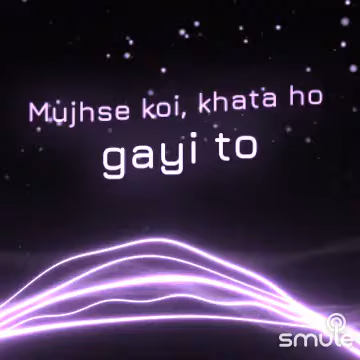 Mujhse koi, khata ho
gayi to
smule